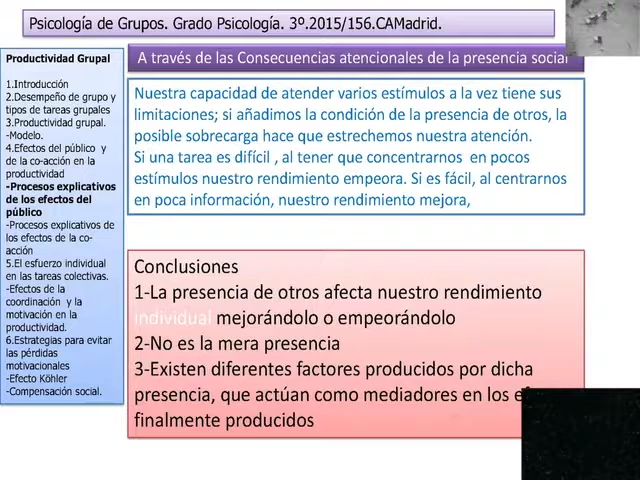 Psicología de Grupos. Grado Psicología. 3º.2015/156.CAMadrid.
Productividad Grupal
1.Introducción
2.Desempeño de grupo y
tipos de tareas grupales
3.Productividad grupal.
-Modelo.
4.Efectos del público y
de la co-acción en la
productividad
-Procesos explicativos
de los efectos del
público
-Procesos explicativos de
los efectos de la co-
acción
5.El esfuerzo individual
en las tareas colectivas.
-Efectos de la
coordinación y la
motivación en la
productividad.
6.Estrategias para evitar
las pérdidas
motivacionales
-Efecto Köhler
-Compensación social.
A través de las Consecuencias atencionales de la presencia social
Nuestra capacidad de atender varios estímulos a la vez tiene sus
limitaciones; si añadimos la condición de la presencia de otros, la
posible sobrecarga hace que estrechemos nuestra atención.
Si una tarea es difícil , al tener que concentrarnos en pocos
estímulos nuestro rendimiento empeora. Si es fácil, al centrarnos
en poca información, nuestro rendimiento mejora,
Conclusiones
1-La presencia de otros afecta nuestro rendimiento
individual mejorándolo o empeorándolo
2-No es la mera presencia
3-Existen diferentes factores producidos por dicha
presencia, que actúan como mediadores en los
finalmente producidos